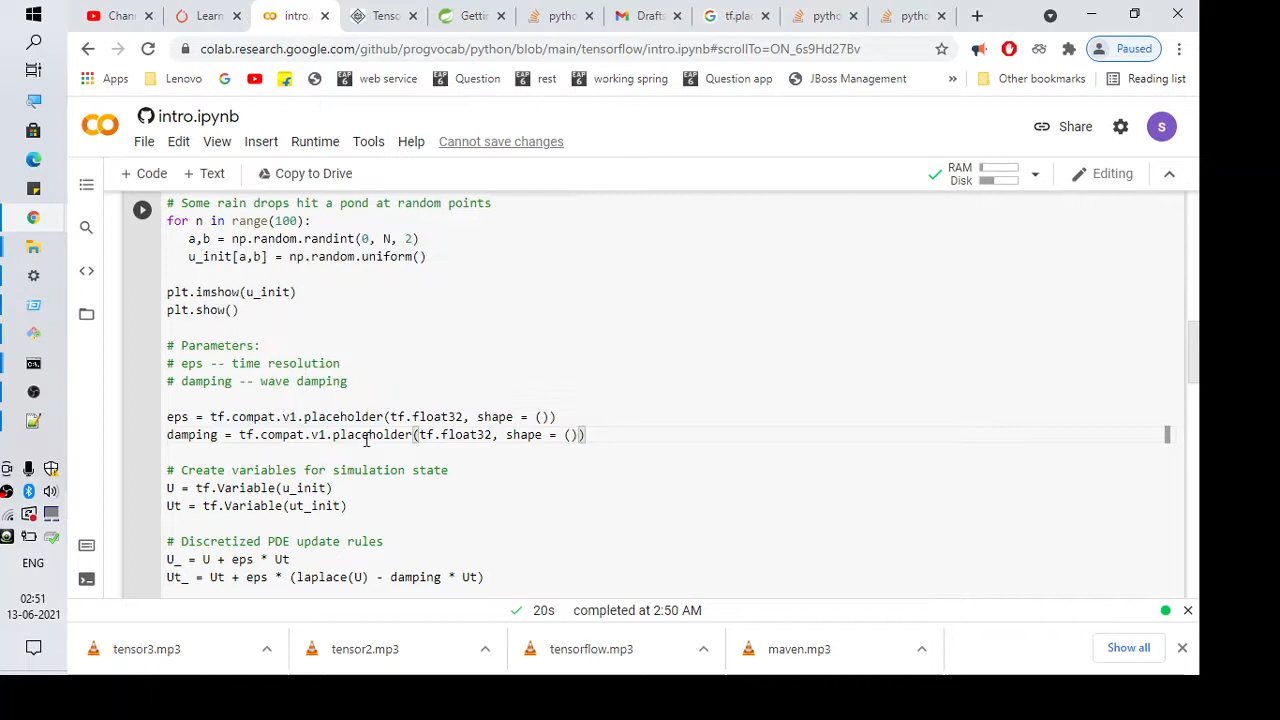 Chann
Learn
intro.
Tenso
Gettin
pytho
Drafts
tf.pla
pytho
pytho
colab.research.google.com/github/progvocab/python/blob/main/tensorflow/intro.ipynb#scrollTo=ON_6s9Hd27Bv
Paused
Apps
Lenovo
web service
Question
rest
working spring
Question app
JBoss Management
»
Other bookmarks
Reading list
intro.ipynb
Share
S
File Edit View Insert Runtime Tools Help Cannot save changes
+ Code + Text Copy to Drive
RAM
Disk
Editing
# Some rain drops hit a pond at random points
for n in range(100):
a,b = np.random.randint(0, N, 2)
u_init[a,b] = np.random.uniform()
plt.imshow(u_init)
plt.show()
# Parameters:
# eps -- time resolution
# damping -- wave damping
eps = tf.compat.v1.placeholder(tf.float32, shape = ())
damping = tf.compat.v1.placeholder(tf.float32, shape = ())
# Create variables for simulation state
U = tf.Variable(u_init)
Ut = tf.Variable(ut_init)
# Discretized PDE update rules
U_ = U + eps * Ut
Ut_ = Ut + eps * (laplace(U) - damping * Ut)
ENG
02:51
13-06-2021
20s completed at 2:50 AM
tensor3.mp3
tensor2.mp3
tensorflow.mp3
maven.mp3
Show all